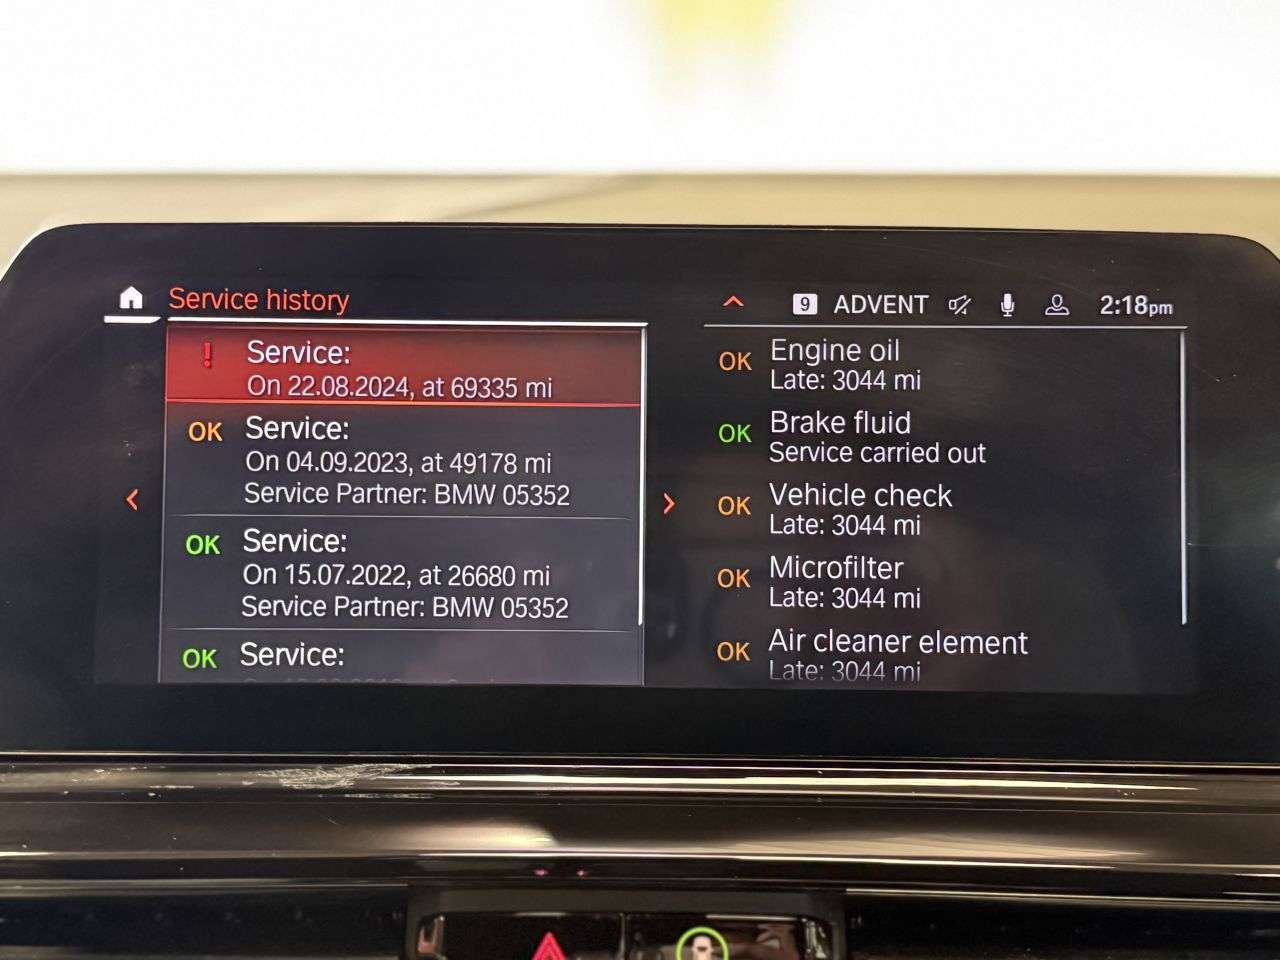 Service history
9 ADVENT 2:18pm
! Service:
On 22.08.2024, at 69335 mi
OK Service:
On 04.09.2023, at 49178 mi
Service Partner: BMW 05352
OK Service:
On 15.07.2022, at 26680 mi
Service Partner: BMW 05352
OK Service:
OK Engine oil
Late: 3044 mi
OK Brake fluid
Service carried out
OK Vehicle check
Late: 3044 mi
OK Microfilter
Late: 3044 mi
OK Air cleaner element
Late: 3044 mi